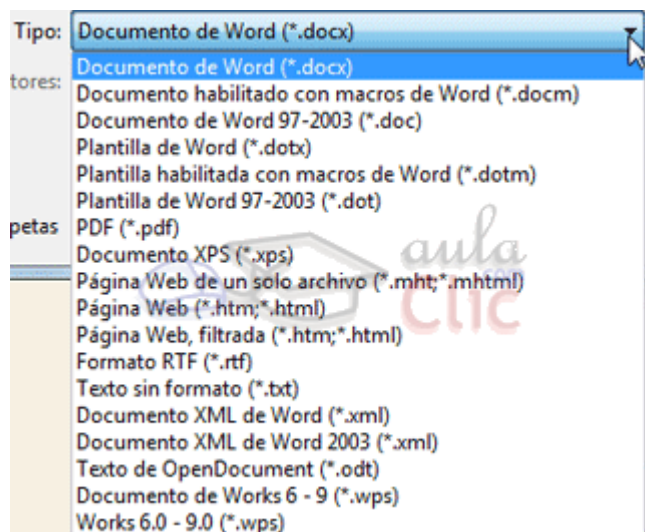 Tipo: Documento de Word (*.docx)
Documento de Word (*.docx)
tores:
Documento habilitado con macros de Word (*.docm)
Documento de Word 97-2003 (*.doc)
Plantilla de Word (*.dotx)
Plantilla habilitada con macros de Word (*.dotm)
Plantilla de Word 97-2003 (*.dot)
petas PDF (*.pdf)
Documento XPS (*.xps)
Página Web de un solo archivo (*.mht;*.mhtml)
Página Web (*.htm;*.html)
Página Web, filtrada (*.htm;*.html)
Formato RTF (*.rtf)
Texto sin formato (*.txt)
Documento XML de Word (*.xml)
Documento XML de Word 2003 (*.xml)
Texto de OpenDocument (*.odt)
Documento de Works 6 - 9 (*.wps)
Works 6.0 - 9.0 (*.wps)
aula
.com
Clic